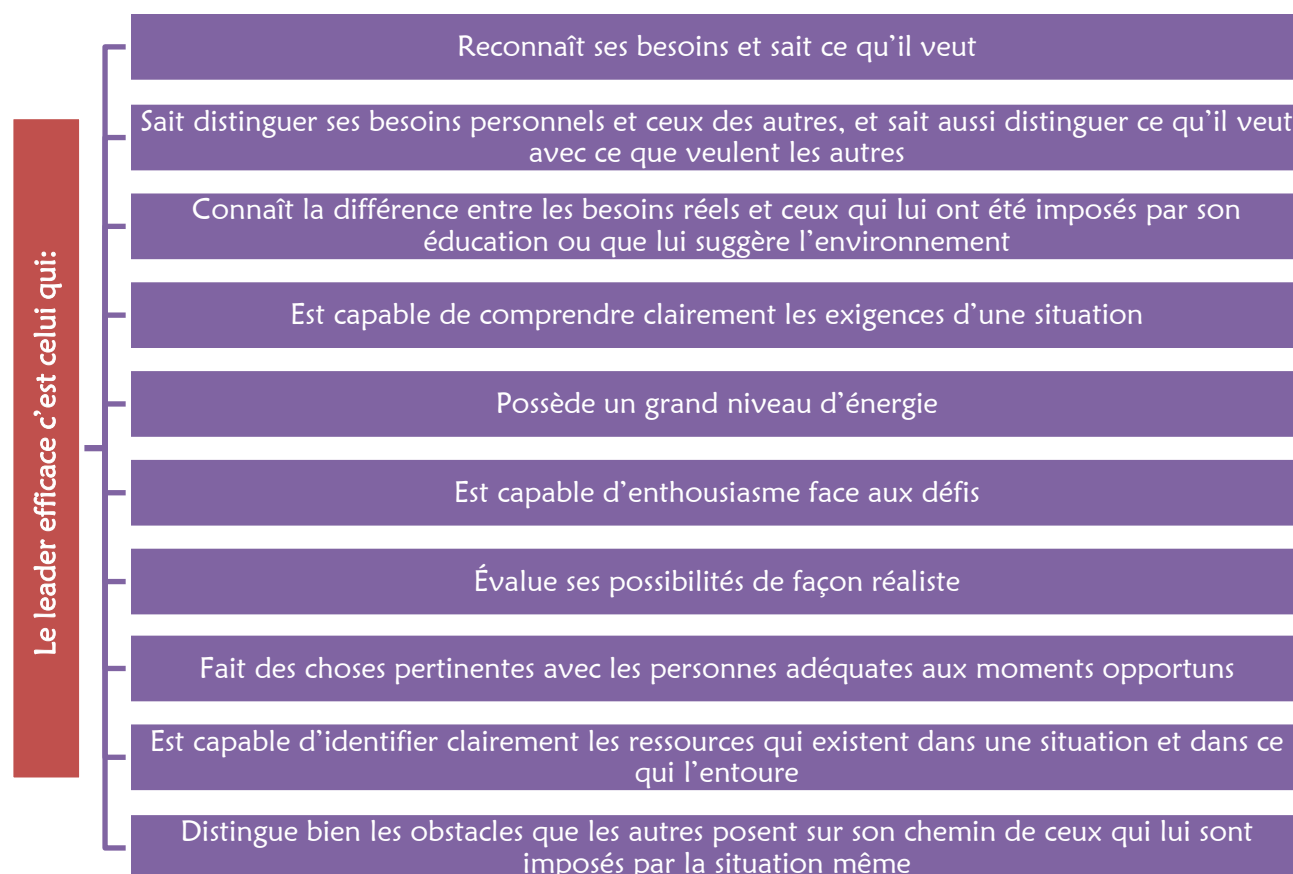 Le leader efficace c'est celui qui:
Reconnaît ses besoins et sait ce qu'il veut
Sait distinguer ses besoins personnels et ceux des autres, et sait aussi distinguer ce qu'il veut
avec ce que veulent les autres
Connaît la différence entre les besoins réels et ceux qui lui ont été imposés par son
éducation ou que lui suggère l'environnement
Est capable de comprendre clairement les exigences d'une situation
Possède un grand niveau d'énergie
Est capable d'enthousiasme face aux défis
Évalue ses possibilités de façon réaliste
Fait des choses pertinentes avec les personnes adéquates aux moments opportuns
Est capable d'identifier clairement les ressources qui existent dans une situation et dans ce
qui l'entoure
Distingue bien les obstacles que les autres posent sur son chemin de ceux qui lui sont
imposés par la situation même